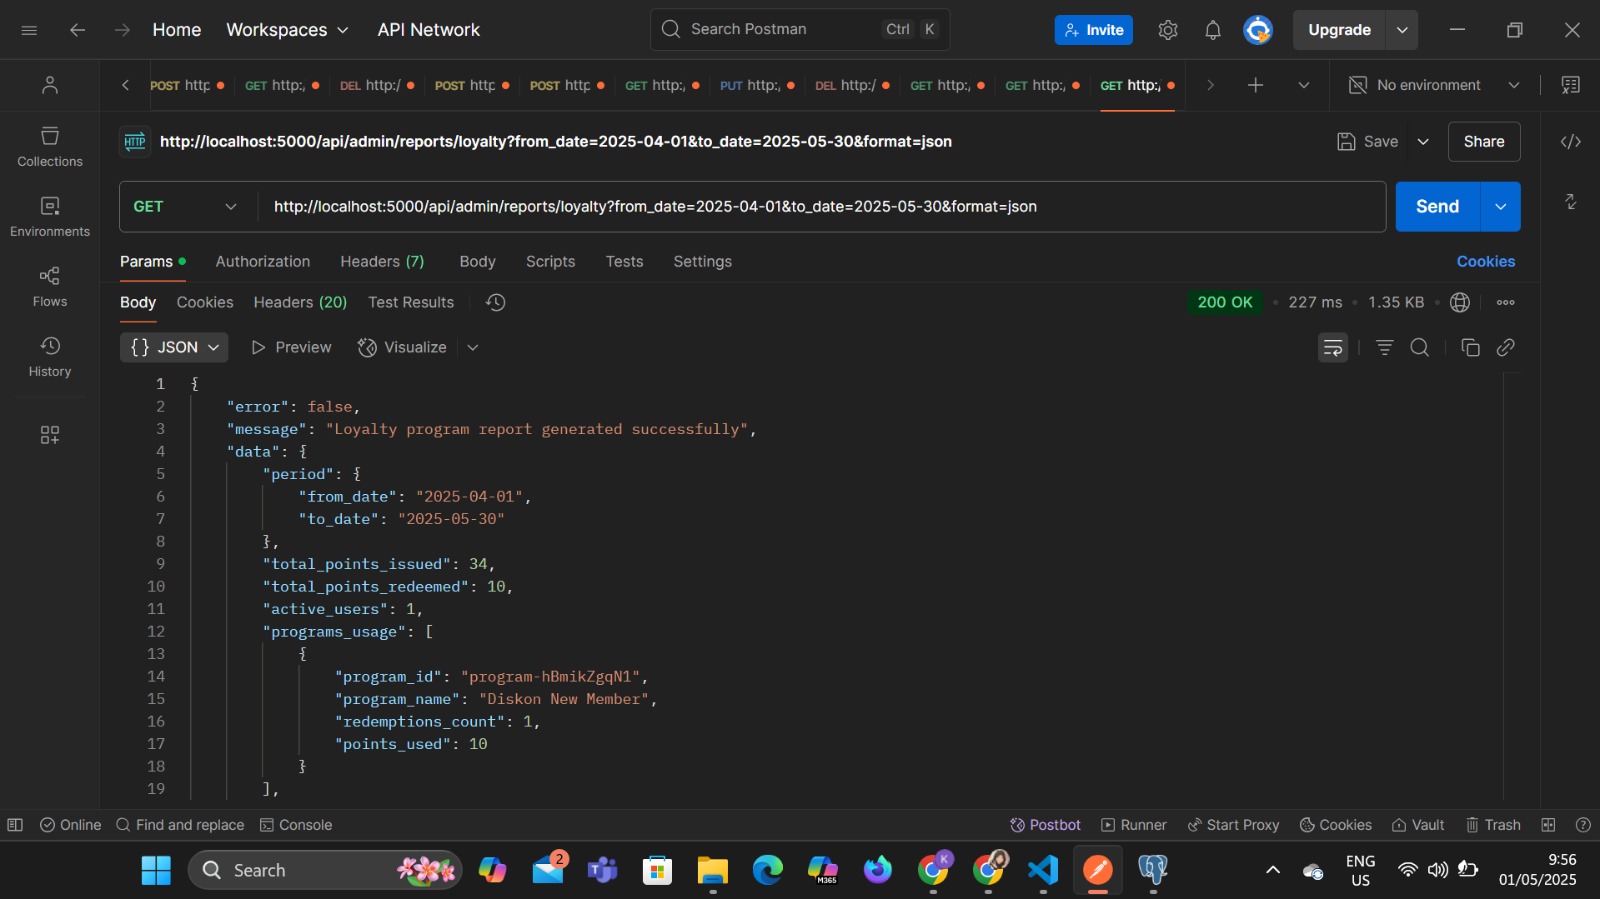 Home
Workspaces
API Network
Search Postman
Ctrl
K
Invite
Upgrade
POST http
GET http:/
DEL http:/
POST http
POST http
GET http:/
PUT http:/
DEL http:/
GET http:/
GET http:/
GET http:/
No environment
Collections
Environments
Flows
History
HTTP
http://localhost:5000/api/admin/reports/loyalty?from_date=2025-04-01&to_date=2025-05-30&format=json
Save
Share
GET
http://localhost:5000/api/admin/reports/loyalty?from_date=2025-04-01&to_date=2025-05-30&format=json
Send
Params
Authorization
Headers (7)
Body
Scripts
Tests
Settings
Cookies
Body
Cookies
Headers (20)
Test Results
200 OK
227 ms
1.35 KB
{} JSON
Preview
Visualize
1 {
2 "error": false,
3 "message": "Loyalty program report generated successfully",
4 "data": {
5 "period": {
6 "from_date": "2025-04-01",
7 "to_date": "2025-05-30"
8 },
9 "total_points_issued": 34,
10 "total_points_redeemed": 10,
11 "active_users": 1,
12 "programs_usage": [
13 {
14 "program_id": "program-hBmikZgqN1",
15 "program_name": "Diskon New Member",
16 "redemptions_count": 1,
17 "points_used": 10
18 }
19 ],
Online
Find and replace
Console
Postbot
Runner
Start Proxy
Cookies
Vault
Trash
Search
2
M365
K
ENG
US
9:56
01/05/2025